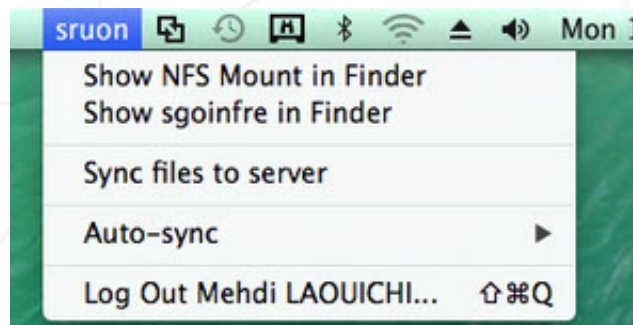 sruon Mon
Show NFS Mount in Finder
Show sgoinfre in Finder
Sync files to server
Auto-sync
Log Out Mehdi LAOUICHI... ⇧⌘Q